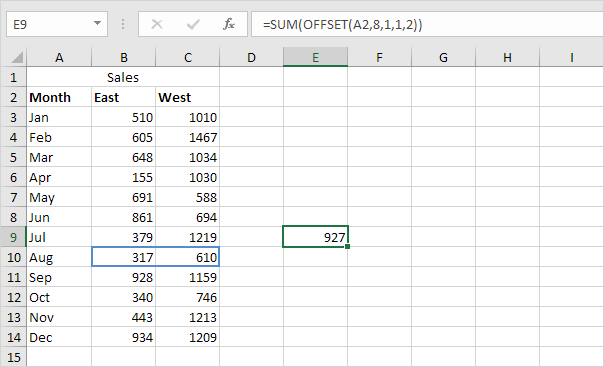 E9 fx =SUM(OFFSET(A2,8,1,1,2))
A B C D E F G H I
1 Sales
2 Month East West
3 Jan 510 1010
4 Feb 605 1467
5 Mar 648 1034
6 Apr 155 1030
7 May 691 588
8 Jun 861 694
9 Jul 379 1219 927
10 Aug 317 610
11 Sep 928 1159
12 Oct 340 746
13 Nov 443 1213
14 Dec 934 1209
15